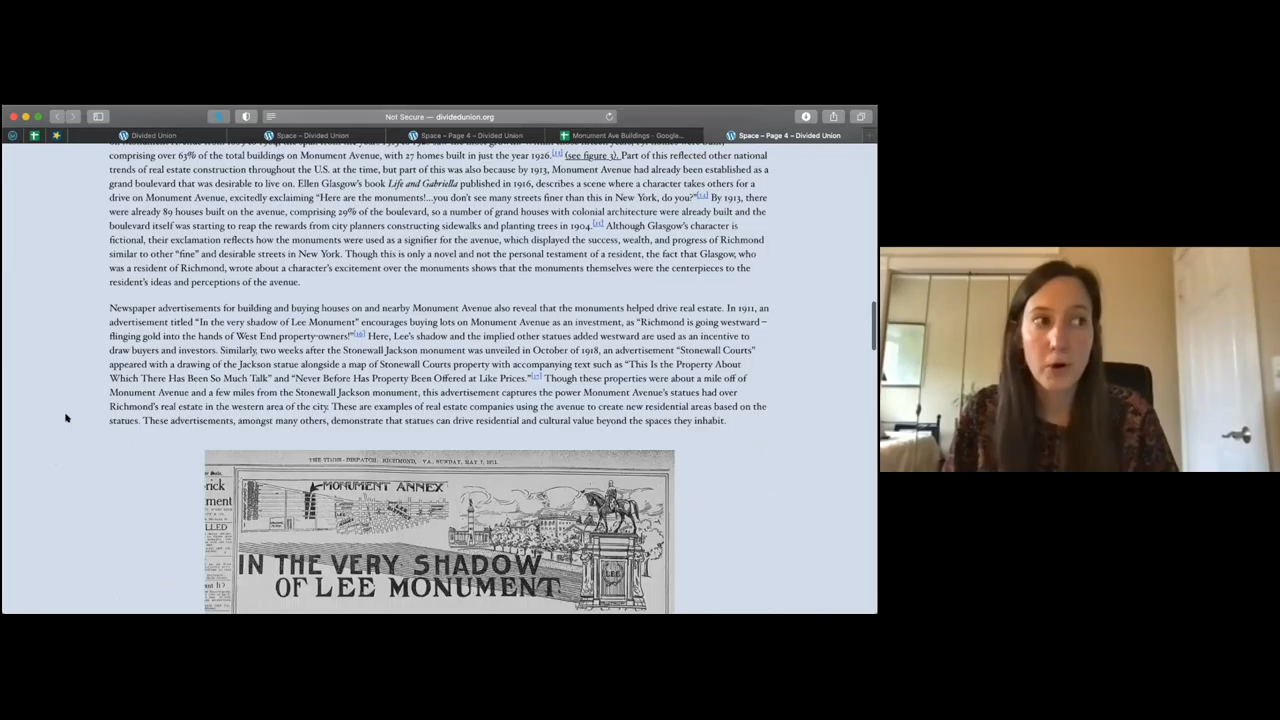 Not Secure — dividedunion.org
Divided Union
Space – Divided Union
Space – Page 4 – Divided Union
Monument Ave Buildings - Google...
Space – Page 4 – Divided Union
comprising over 63% of the total buildings on Monument Avenue, with 27 homes built in just the year 1926.[13] (see figure 3). Part of this reflected other national
trends of real estate construction throughout the U.S. at the time, but part of this was also because by 1913, Monument Avenue had already been established as a
grand boulevard that was desirable to live on. Ellen Glasgow's book Life and Gabriella published in 1916, describes a scene where a character takes others for a
drive on Monument Avenue, excitedly exclaiming "Here are the monuments!...you don't see many streets finer than this in New York, do you?"[14] By 1913, there
were already 89 houses built on the avenue, comprising 29% of the boulevard, so a number of grand houses with colonial architecture were already built and the
boulevard itself was starting to reap the rewards from city planners constructing sidewalks and planting trees in 1904.[15] Although Glasgow's character is
fictional, their exclamation reflects how the monuments were used as a signifier for the avenue, which displayed the success, wealth, and progress of Richmond
similar to other "fine" and desirable streets in New York. Though this is only a novel and not the personal testament of a resident, the fact that Glasgow, who
was a resident of Richmond, wrote about a character's excitement over the monuments shows that the monuments themselves were the centerpieces to the
resident's ideas and perceptions of the avenue.
Newspaper advertisements for building and buying houses on and nearby Monument Avenue also reveal that the monuments helped drive real estate. In 1911, an
advertisement titled "In the very shadow of Lee Monument" encourages buying lots on Monument Avenue as an investment, as "Richmond is going westward –
flinging gold into the hands of West End property-owners!"[16] Here, Lee's shadow and the implied other statues added westward are used as an incentive to
draw buyers and investors. Similarly, two weeks after the Stonewall Jackson monument was unveiled in October of 1918, an advertisement "Stonewall Courts"
appeared with a drawing of the Jackson statue alongside a map of Stonewall Courts property with accompanying text such as "This Is the Property About
Which There Has Been So Much Talk" and "Never Before Has Property Been Offered at Like Prices."[17] Though these properties were about a mile off of
Monument Avenue and a few miles from the Stonewall Jackson monument, this advertisement captures the power Monument Avenue's statues had over
Richmond's real estate in the western area of the city. These are examples of real estate companies using the avenue to create new residential areas based on the
statues. These advertisements, amongst many others, demonstrate that statues can drive residential and cultural value beyond the spaces they inhabit.
THE TIMES-DISPATCH: RICHMOND, VA., SUNDAY, MAY 7, 1911.
MONUMENT ANNEX
IN THE VERY SHADOW
OF LEE MONUMENT
LEE